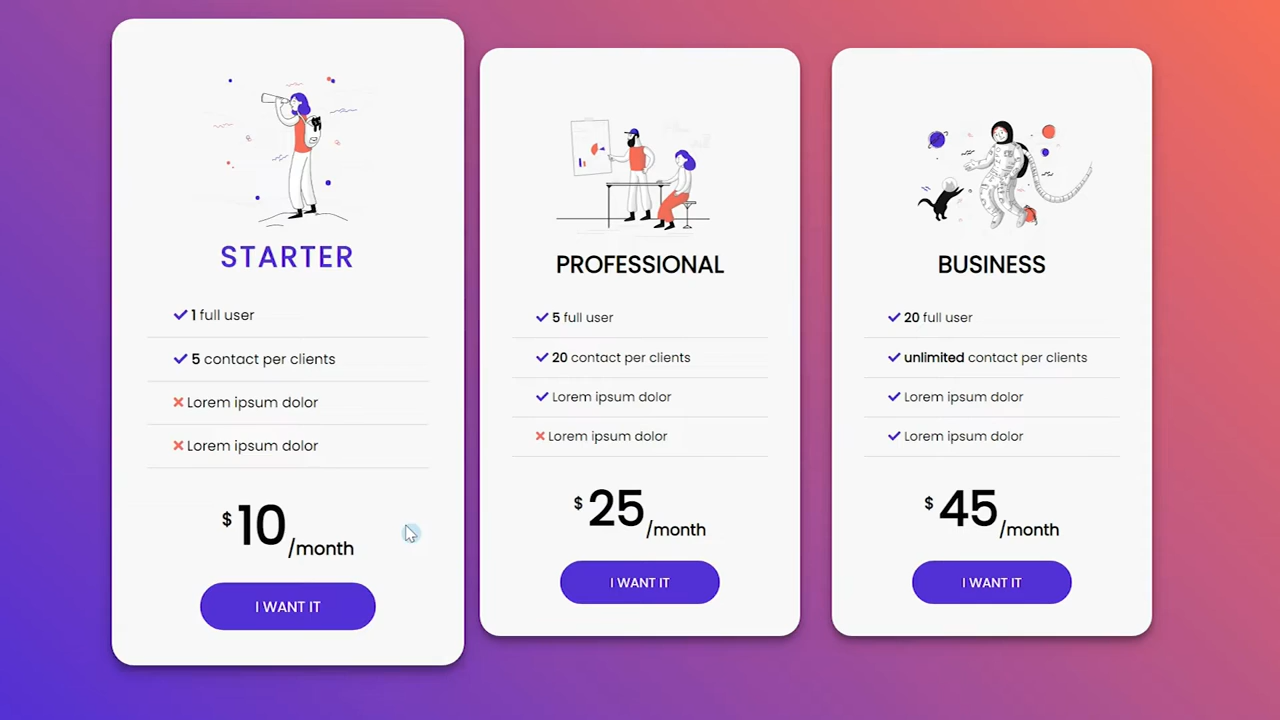 STARTER
1 full user
5 contact per clients
Lorem ipsum dolor
Lorem ipsum dolor
$10/month
I WANT IT
PROFESSIONAL
5 full user
20 contact per clients
Lorem ipsum dolor
Lorem ipsum dolor
$25/month
I WANT IT
BUSINESS
20 full user
unlimited contact per clients
Lorem ipsum dolor
Lorem ipsum dolor
$45/month
I WANT IT